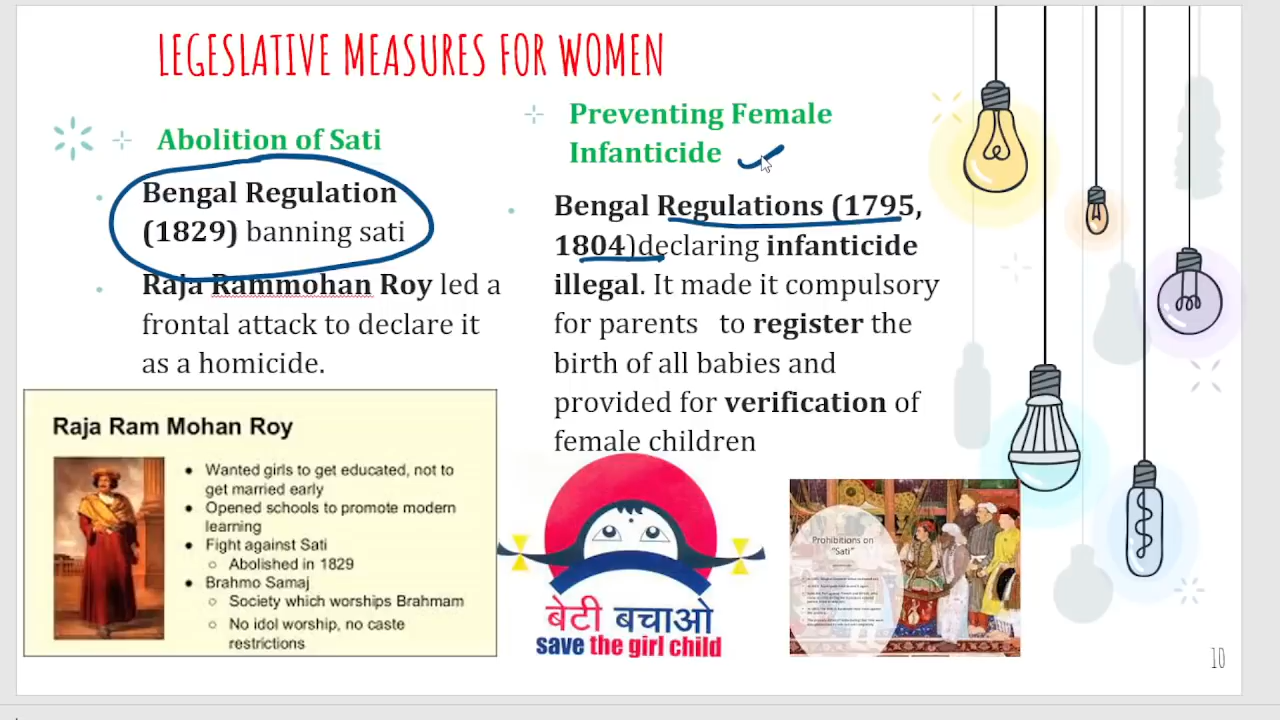 LEGESLATIVE MEASURES FOR WOMEN
Abolition of Sati
Bengal Regulation
(1829) banning sati
Raja Rammohan Roy led a
frontal attack to declare it
as a homicide.
Preventing Female
Infanticide
Bengal Regulations (1795,
1804)declaring infanticide
illegal. It made it compulsory
for parents to register the
birth of all babies and
provided for verification of
female children
Raja Ram Mohan Roy
Wanted girls to get educated, not to
get married early
Opened schools to promote modern
learning
Fight against Sati
Abolished in 1829
Brahmo Samaj
Society which worships Brahmam
No idol worship, no caste
restrictions
बेटी बचाओ
save the girl child
Prohibitions on
"Sati"
10